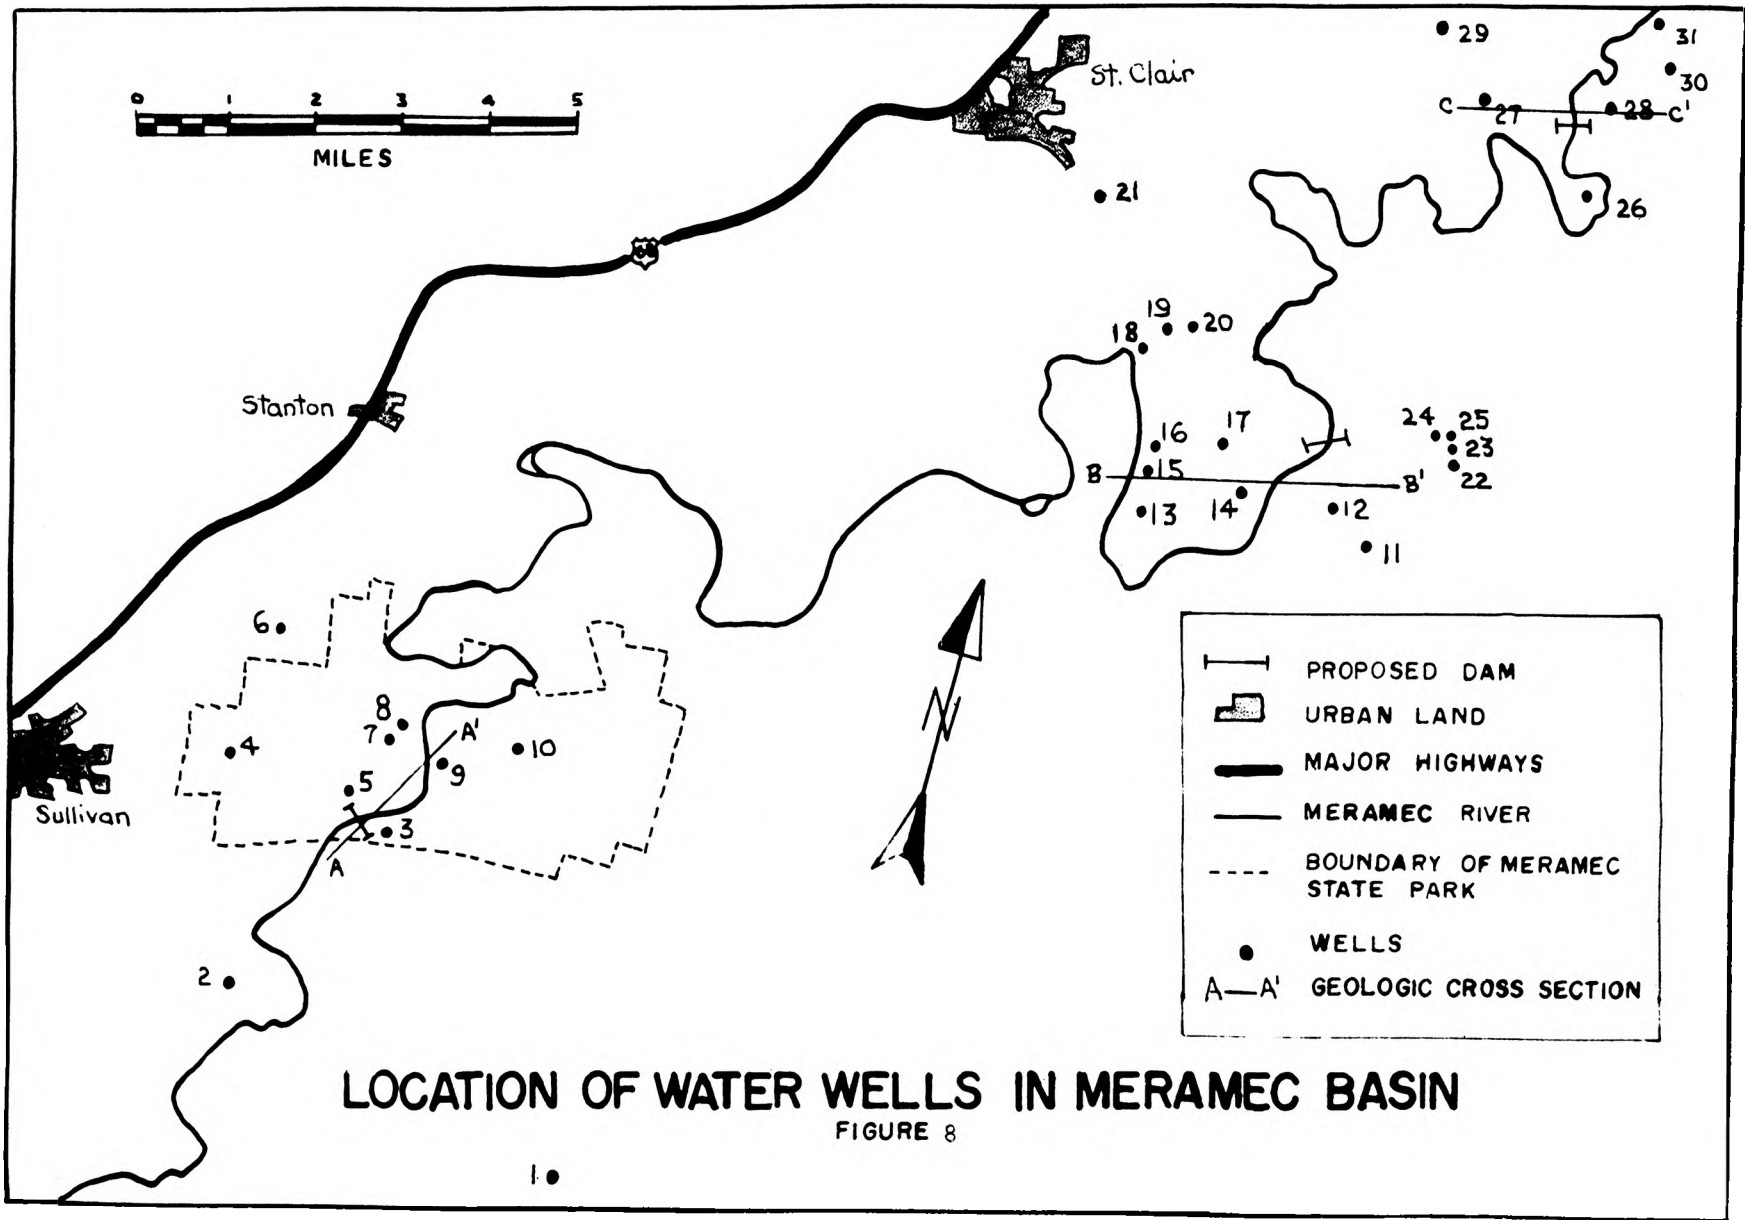 29
31
30
C
27
28
C'
26
0 1 2 3 4 5
MILES
St. Clair
21
19
20
18
Stanton
16
17
24
25
23
22
B
15
B'
13
14
12
11
6
8
7
A'
4
10
9
5
3
A
Sullivan
2
N
PROPOSED DAM
URBAN LAND
MAJOR HIGHWAYS
MERAMEC RIVER
BOUNDARY OF MERAMEC
STATE PARK
WELLS
A—A' GEOLOGIC CROSS SECTION
LOCATION OF WATER WELLS IN MERAMEC BASIN
FIGURE 8
1